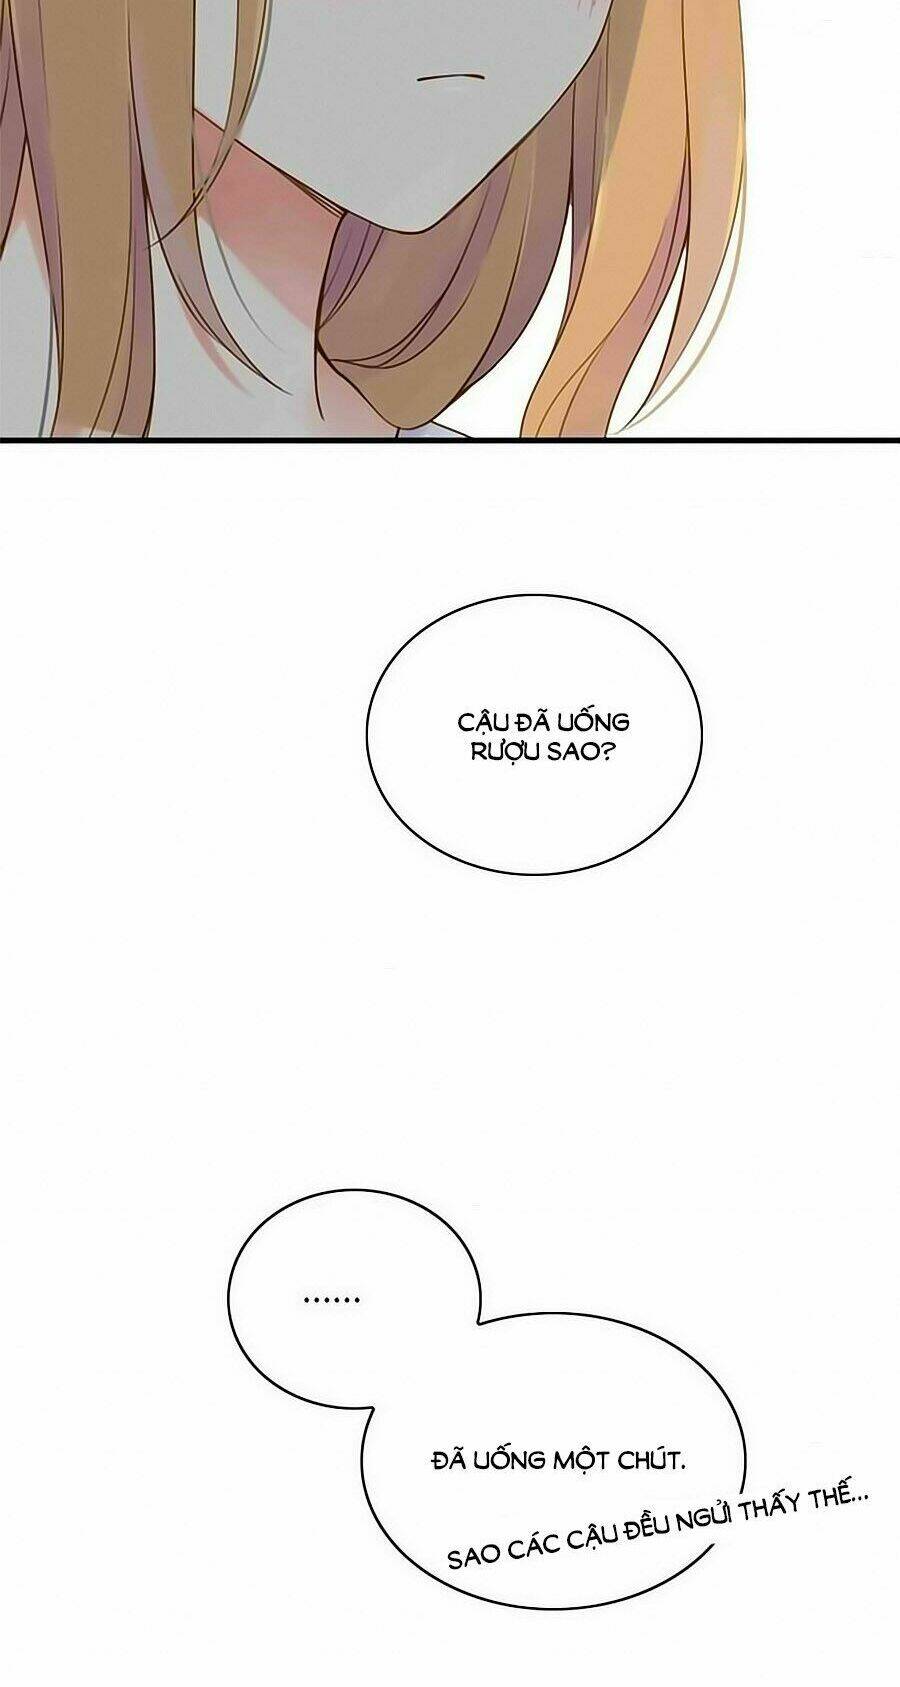 CẬU ĐÃ UỐNG
RƯỢU SAO?
......
ĐÃ UỐNG MỘT CHÚT.
SAO CÁC CẬU ĐỀU NGỬI THẤY THẾ...